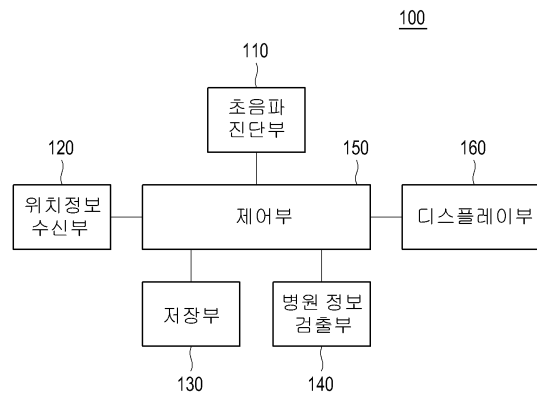 100
110
초음파
진단부
120
위치정보
수신부
150
제어부
160
디스플레이부
저장부
130
병원 정보
검출부
140